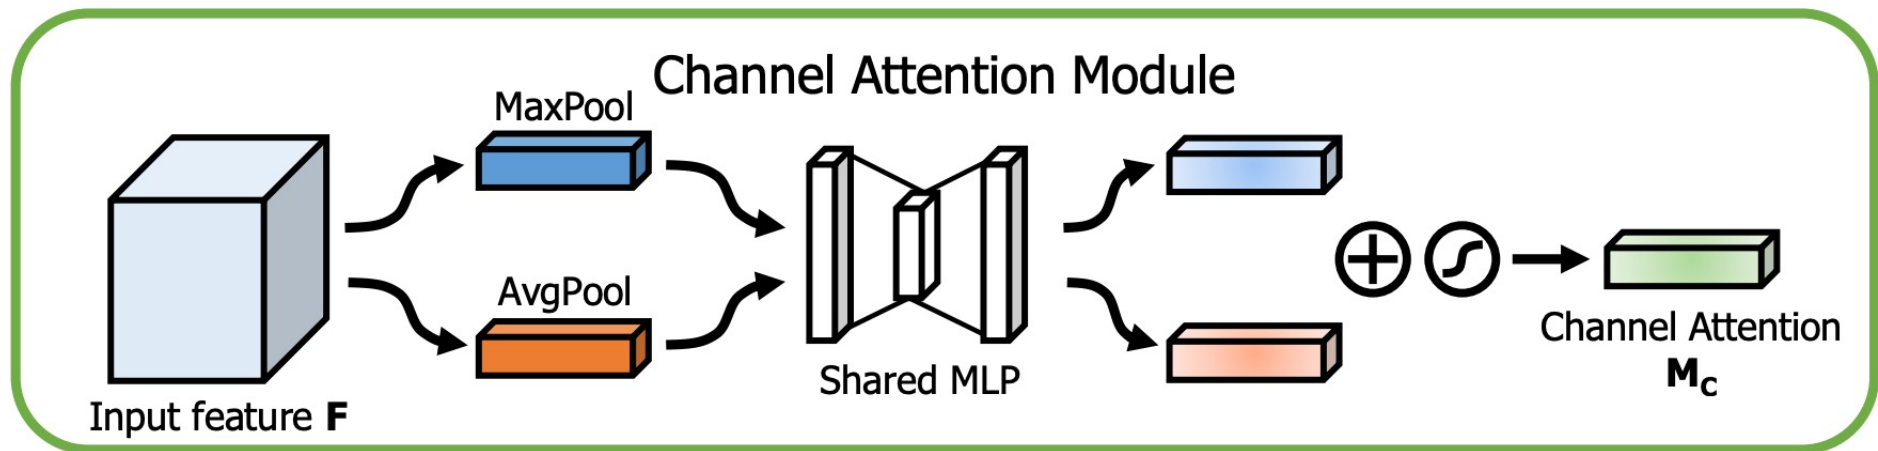 Channel Attention Module
MaxPool
AvgPool
Input feature F
Shared MLP
Channel Attention
Mc